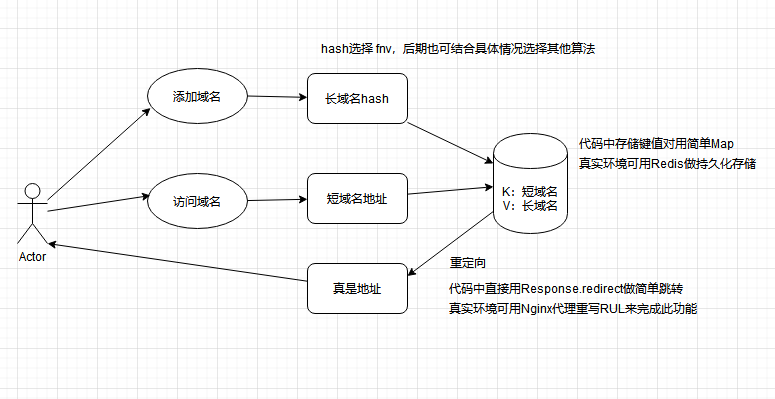 hash选择 fnv，后期也可结合具体情况选择其他算法
添加域名
长域名hash
代码中存储键值对用简单Map
真实环境可用Redis做持久化存储
访问域名
短域名地址
K：短域名
V：长域名
Actor
重定向
真是地址
代码中直接用Response.redirect做简单跳转
真实环境可用Nginx代理重写RUL来完成此功能